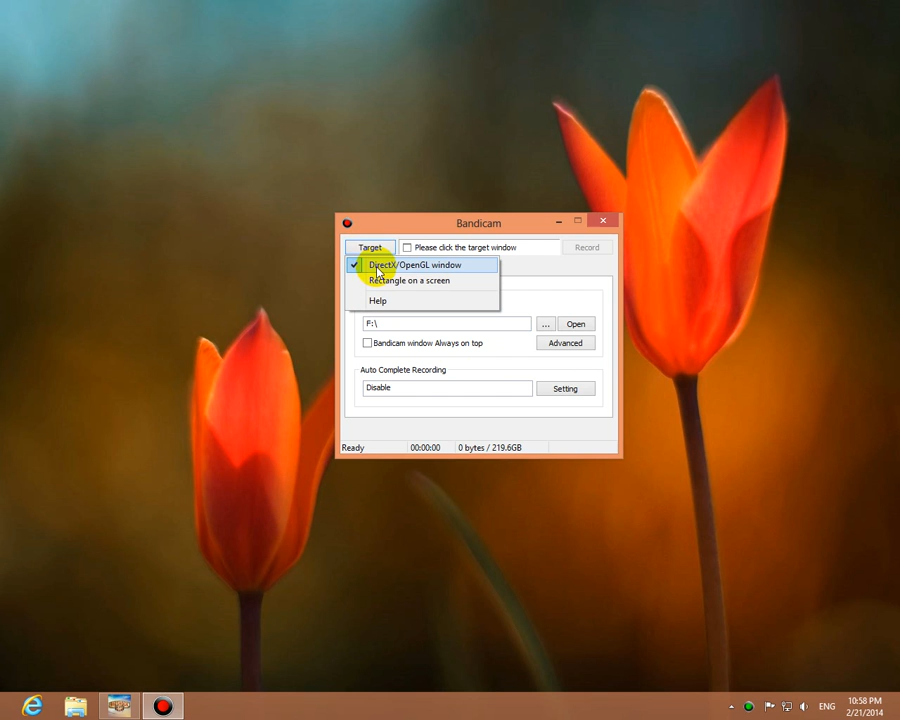 Bandicam
Target
Please click the target window
Record
DirectX/OpenGL window
Rectangle on a screen
Help
F:\
...
Open
Bandicam window Always on top
Advanced
Auto Complete Recording
Disable
Setting
Ready
00:00:00
0 bytes / 219.6GB
ENG
10:58 PM
2/21/2014